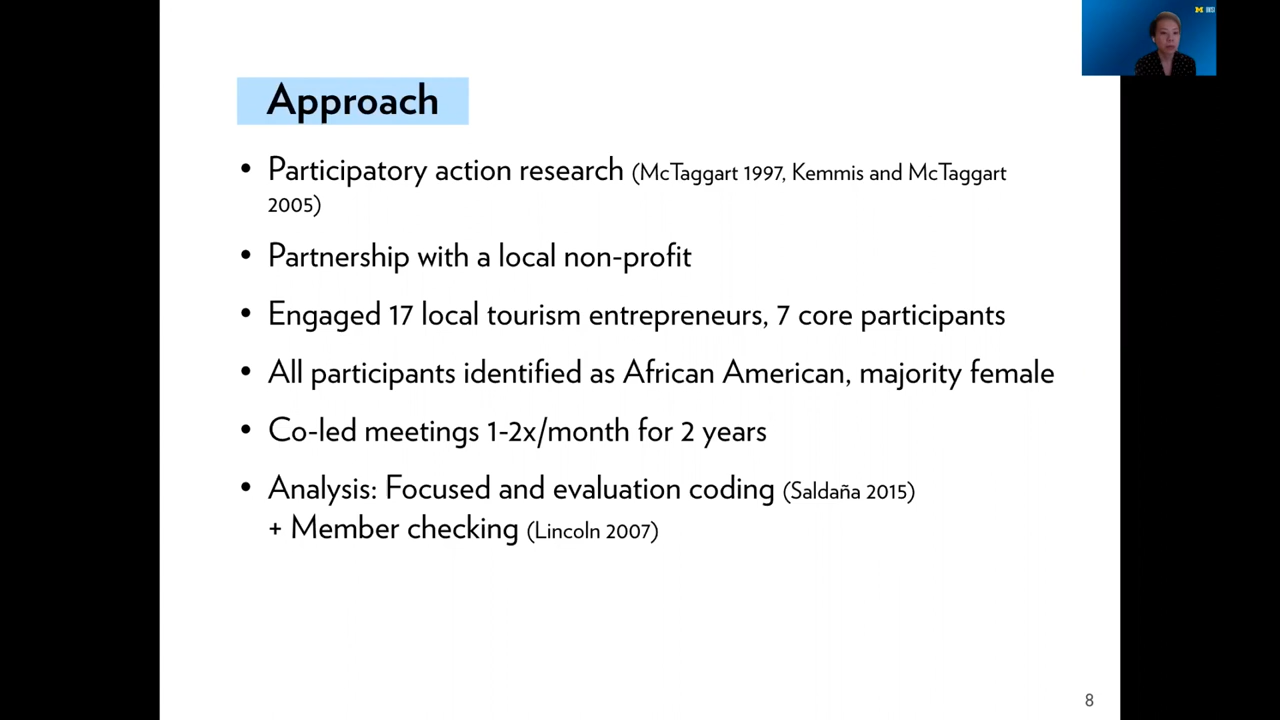 Approach
• Participatory action research (McTaggart 1997, Kemmis and McTaggart
2005)
• Partnership with a local non-profit
• Engaged 17 local tourism entrepreneurs, 7 core participants
• All participants identified as African American, majority female
• Co-led meetings 1-2x/month for 2 years
• Analysis: Focused and evaluation coding (Saldaña 2015)
+ Member checking (Lincoln 2007)
8